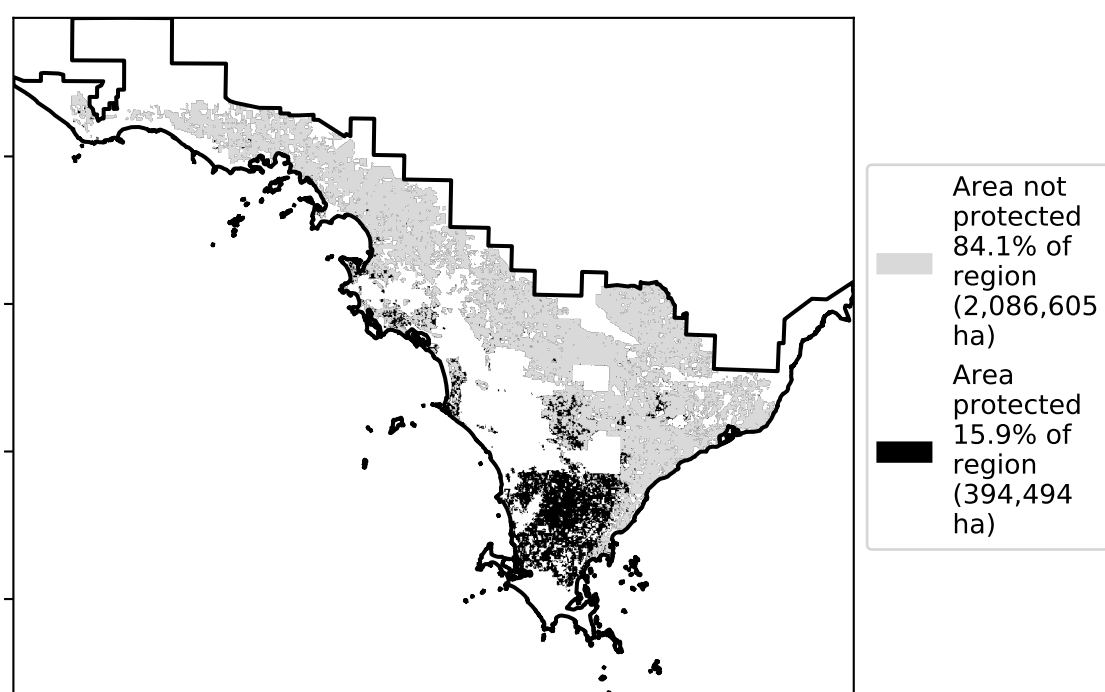 Area not
protected
84.1% of
region
(2,086,605
ha)
Area
protected
15.9% of
region
(394,494
ha)